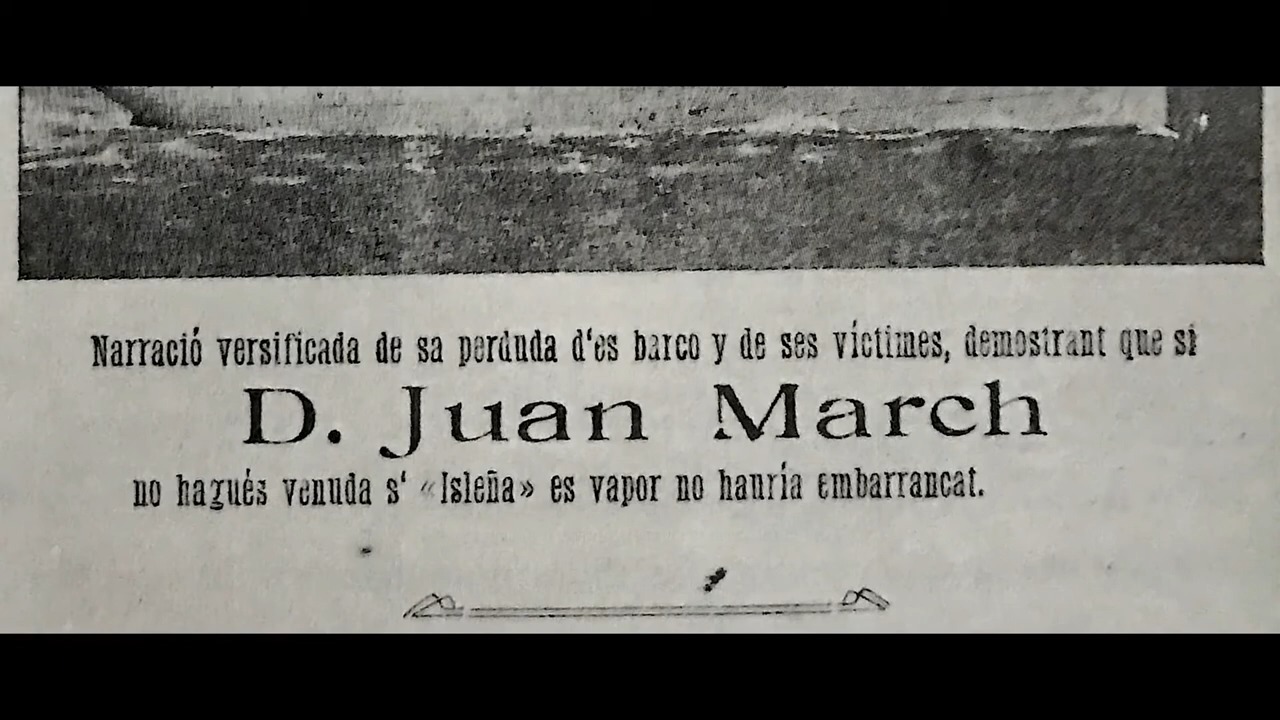 Narració versificada de sa perduda d‘es barco y de ses víctimes, demostrant que si
D. Juan March
no hagués venuda s‘ «Isleña» es vapor no hauría embarrancat.